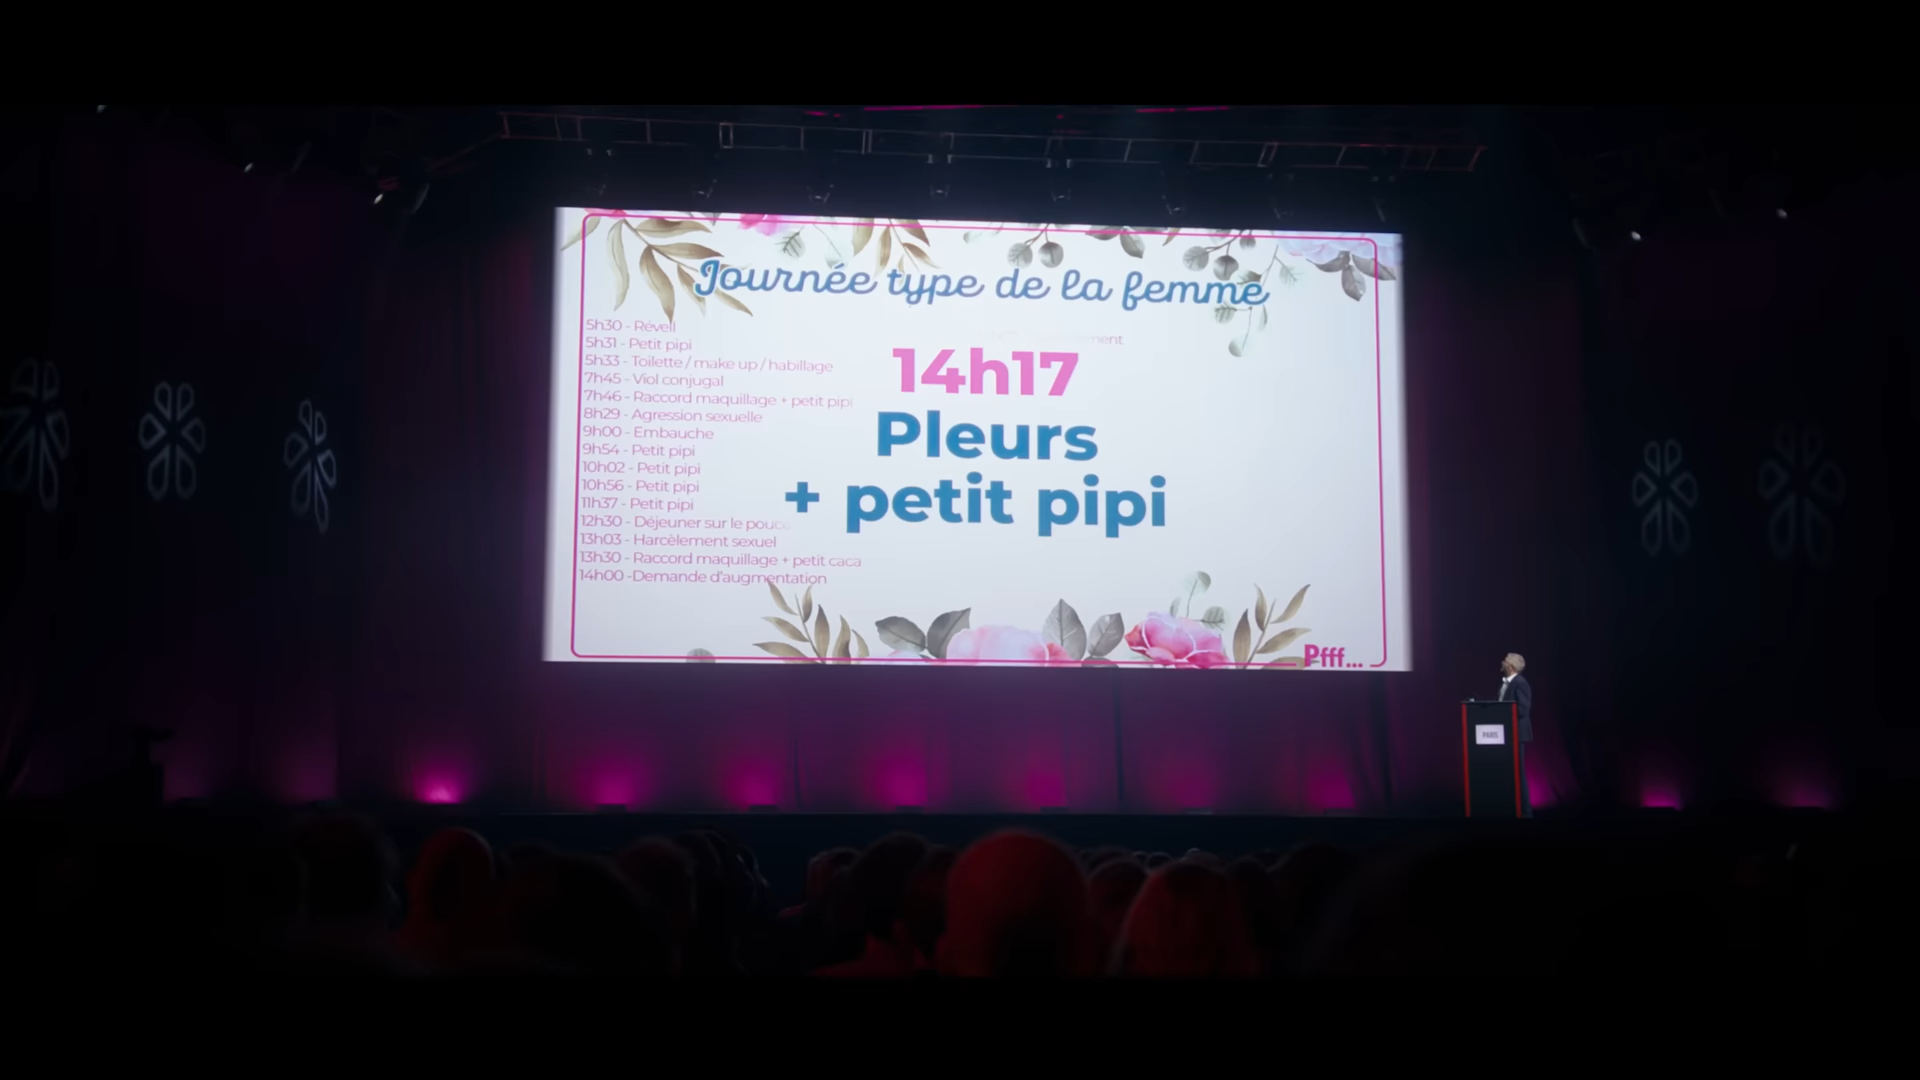 Journée type de la femme
5h30 - Réveil
5h31 - Petit pipi
5h33 - Toilette / make up / habillage
7h45 - Viol conjugal
7h46 - Raccord maquillage + petit pipi
8h29 - Agression sexuelle
9h00 - Embauche
9h54 - Petit pipi
10h02 - Petit pipi
10h56 - Petit pipi
11h37 - Petit pipi
12h30 - Déjeuner sur le pouce
13h03 - Harcèlement sexuel
13h30 - Raccord maquillage + petit caca
14h00 -Demande d'augmentation
14h17
Pleurs
+ petit pipi
Pfff...
PARIS